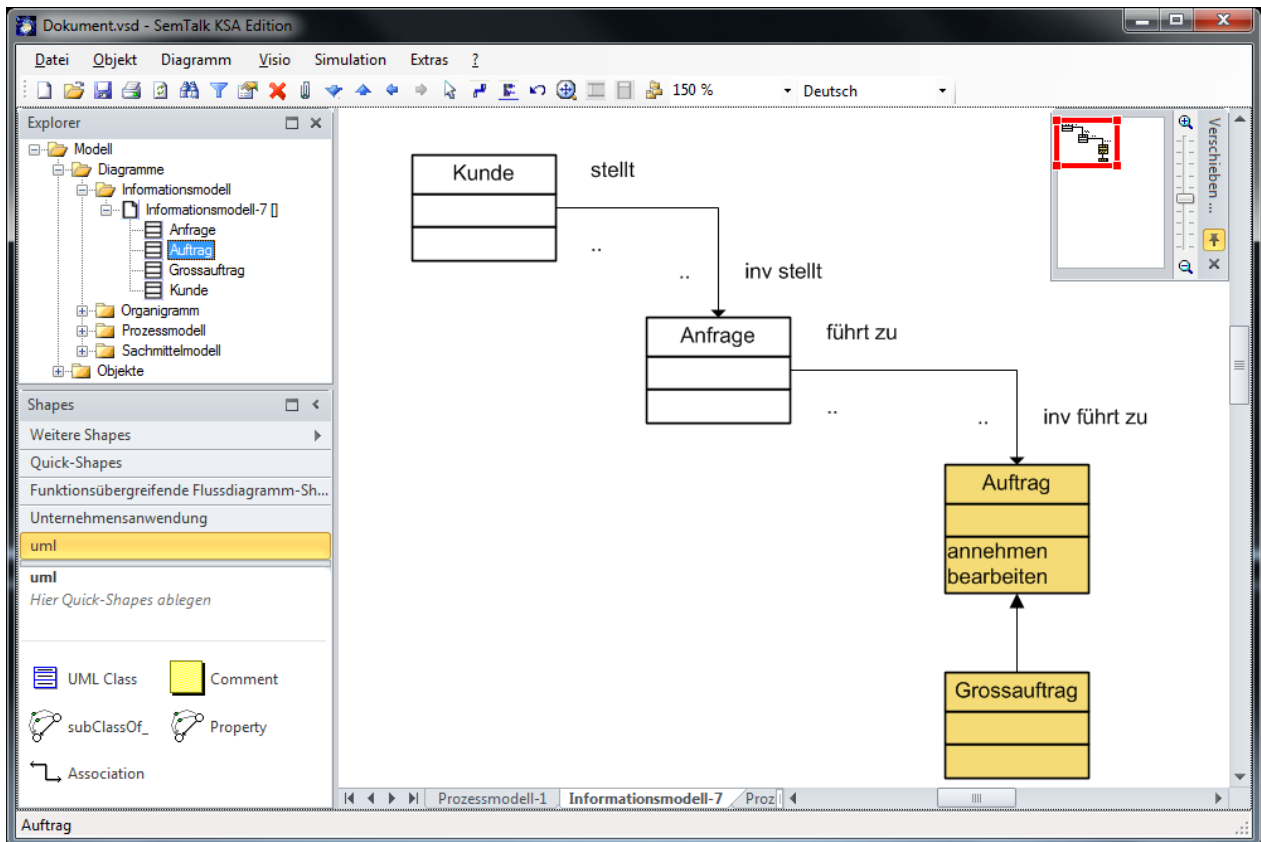 Dokument.vsd - SemTalk KSA Edition
Datei Objekt Diagramm Visio Simulation Extras ?
150 % Deutsch
Explorer
Modell
Diagramme
Informationsmodell
Informationsmodell-7 []
Anfrage
Auftrag
Grossauftrag
Kunde
Organigramm
Prozessmodell
Sachmittelmodell
Objekte
Shapes
Weitere Shapes
Quick-Shapes
Funktionsübergreifende Flussdiagramm-Sh...
Unternehmensanwendung
uml
uml
Hier Quick-Shapes ablegen
UML Class Comment
subClassOf_ Property
Association
Kunde stellt
..
.. inv stellt
Anfrage führt zu
..
.. inv führt zu
Auftrag
annehmen
bearbeiten
Grossauftrag
Verschieben ...
Prozessmodell-1 Informationsmodell-7 Proz
Auftrag